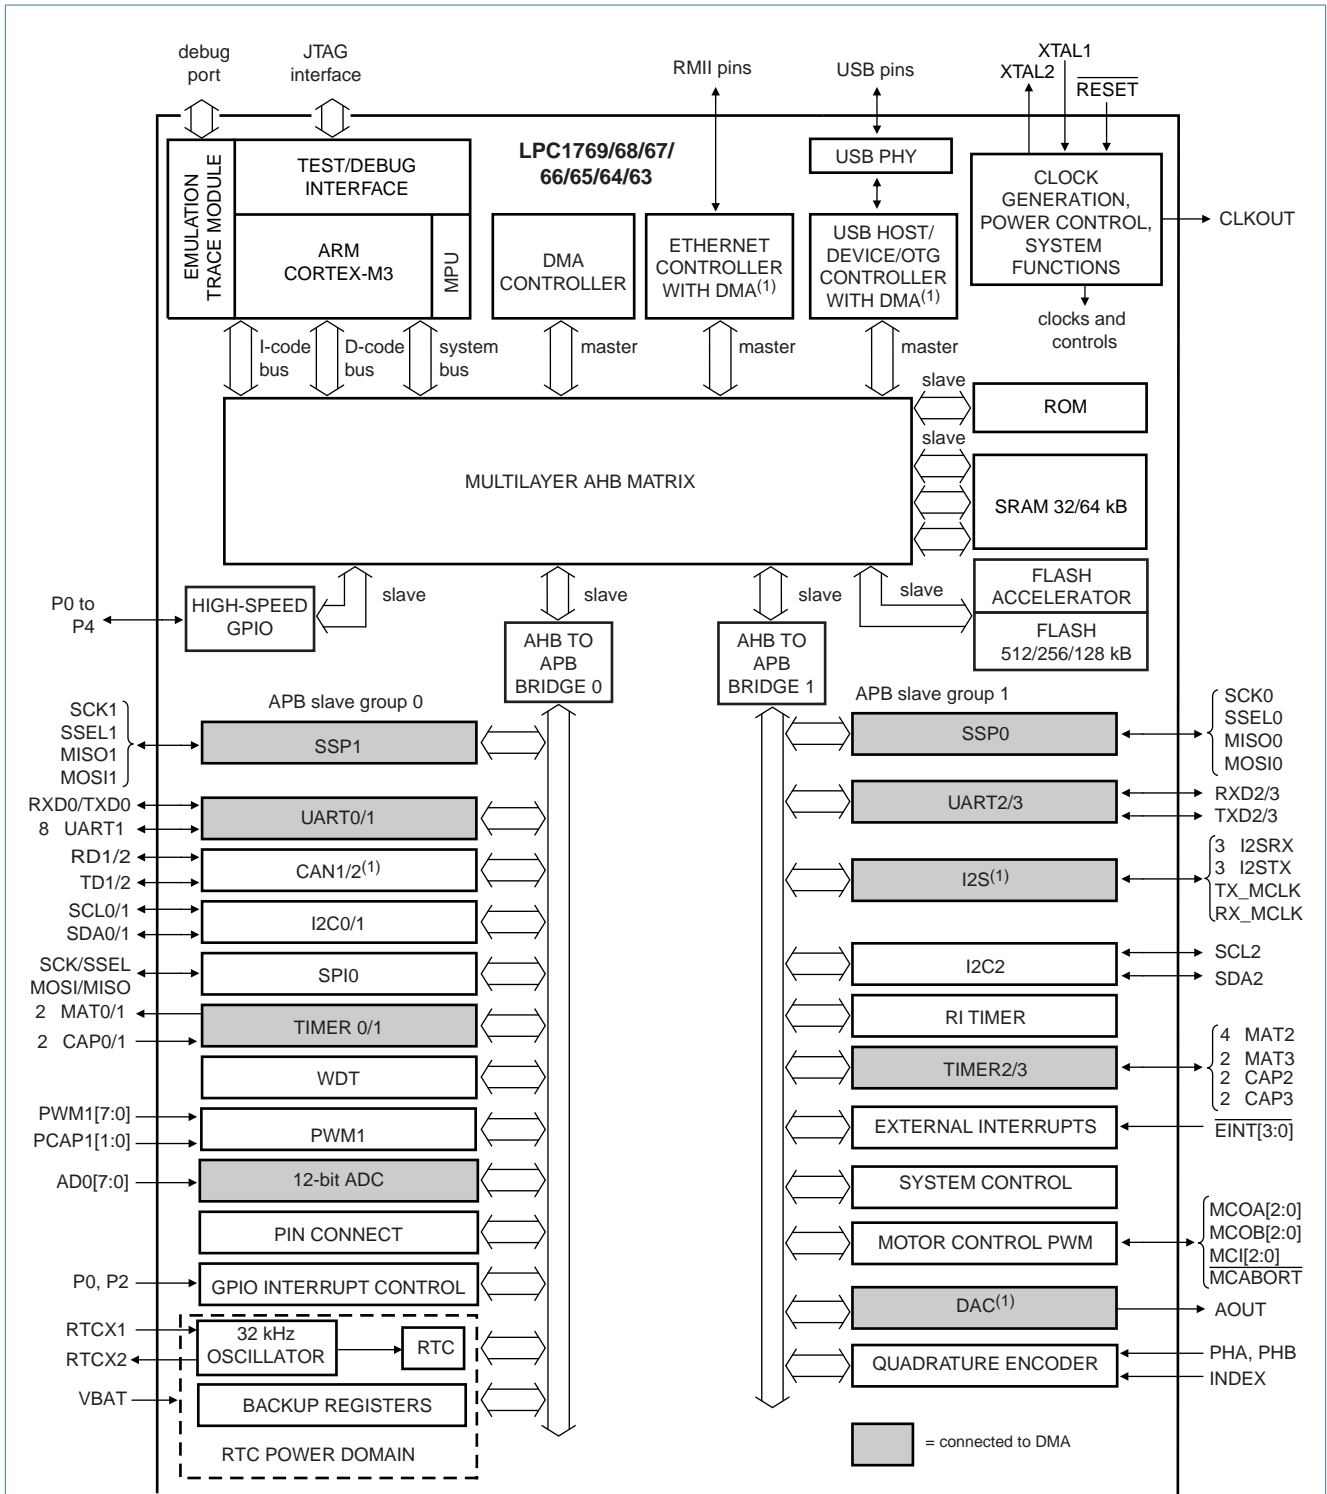 debug
port
JTAG
interface
RMII pins
USB pins
XTAL1
XTAL2
RESET
LPC1769/68/67/
66/65/64/63
EMULATION
TRACE MODULE
TEST/DEBUG
INTERFACE
ARM
CORTEX-M3
MPU
DMA
CONTROLLER
ETHERNET
CONTROLLER
WITH DMA(1)
USB PHY
USB HOST/
DEVICE/OTG
CONTROLLER
WITH DMA(1)
CLOCK
GENERATION,
POWER CONTROL,
SYSTEM
FUNCTIONS
CLKOUT
clocks and
controls
I-code
bus
D-code
bus
system
bus
master
master
master
slave
ROM
slave
SRAM 32/64 kB
MULTILAYER AHB MATRIX
FLASH
ACCELERATOR
FLASH
512/256/128 kB
P0 to
P4
HIGH-SPEED
GPIO
slave
slave
slave
slave
AHB TO
APB
BRIDGE 0
AHB TO
APB
BRIDGE 1
APB slave group 0
APB slave group 1
SCK1
SSEL1
MISO1
MOSI1
SSP1
RXD0/TXD0
8 UART1
UART0/1
RD1/2
TD1/2
CAN1/2(1)
SCL0/1
SDA0/1
I2C0/1
SCK/SSEL
MOSI/MISO
SPI0
2 MAT0/1
2 CAP0/1
TIMER 0/1
WDT
PWM1[7:0]
PCAP1[1:0]
PWM1
AD0[7:0]
12-bit ADC
PIN CONNECT
P0, P2
GPIO INTERRUPT CONTROL
RTCX1
RTCX2
32 kHz
OSCILLATOR
RTC
VBAT
BACKUP REGISTERS
RTC POWER DOMAIN
SSP0
SCK0
SSEL0
MISO0
MOSI0
UART2/3
RXD2/3
TXD2/3
I2S(1)
3 I2SRX
3 I2STX
TX_MCLK
RX_MCLK
I2C2
SCL2
SDA2
RI TIMER
TIMER2/3
4 MAT2
2 MAT3
2 CAP2
2 CAP3
EXTERNAL INTERRUPTS
EINT[3:0]
SYSTEM CONTROL
MOTOR CONTROL PWM
MCOA[2:0]
MCOB[2:0]
MCI[2:0]
MCABORT
DAC(1)
AOUT
QUADRATURE ENCODER
PHA, PHB
INDEX
= connected to DMA